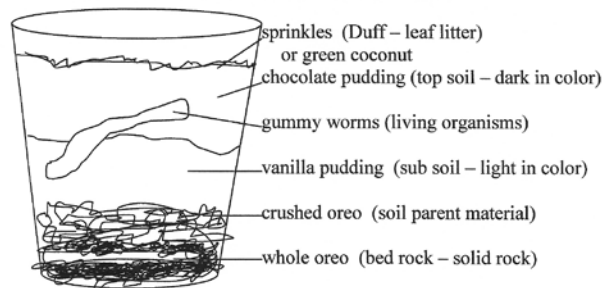 sprinkles (Duff – leaf litter)
or green coconut
chocolate pudding (top soil – dark in color)
gummy worms (living organisms)
vanilla pudding (sub soil – light in color)
crushed oreo (soil parent material)
whole oreo (bed rock – solid rock)